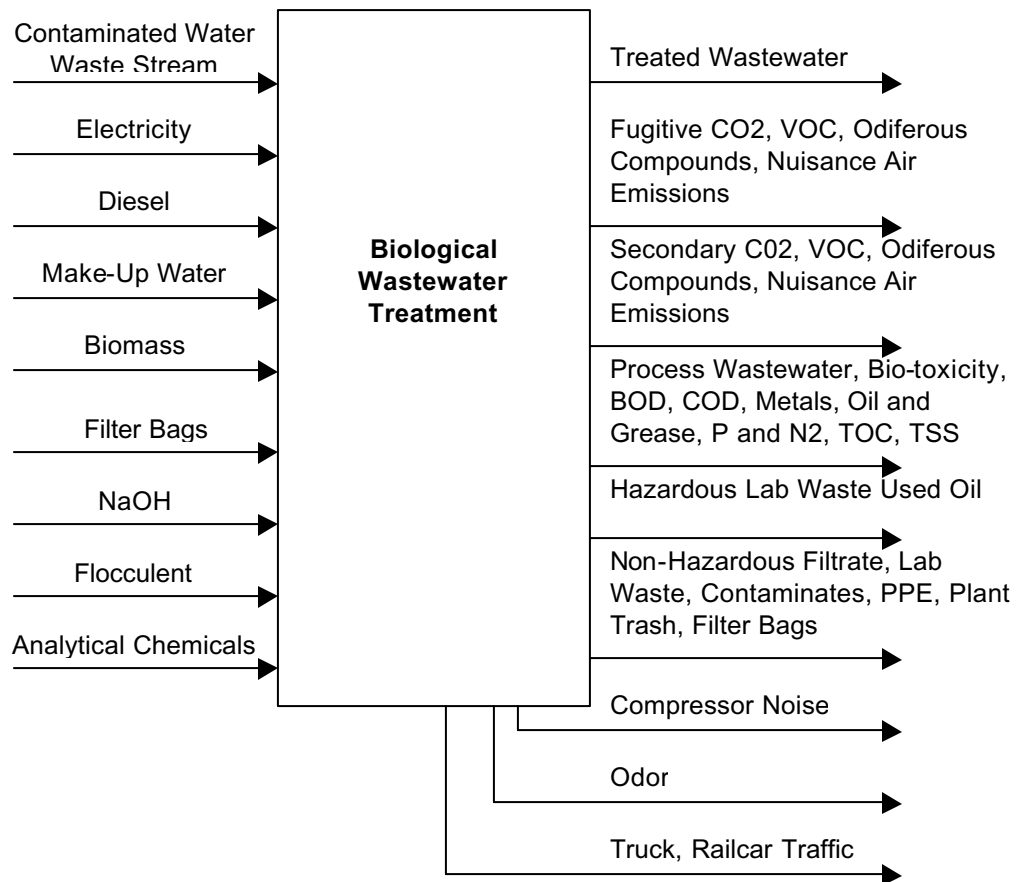 Contaminated Water
Waste Stream
Electricity
Diesel
Make-Up Water
Biomass
Filter Bags
NaOH
Flocculent
Analytical Chemicals
Biological
Wastewater
Treatment
Treated Wastewater
Fugitive CO2, VOC, Odiferous
Compounds, Nuisance Air
Emissions
Secondary C02, VOC, Odiferous
Compounds, Nuisance Air
Emissions
Process Wastewater, Bio-toxicity,
BOD, COD, Metals, Oil and
Grease, P and N2, TOC, TSS
Hazardous Lab Waste Used Oil
Non-Hazardous Filtrate, Lab
Waste, Contaminates, PPE, Plant
Trash, Filter Bags
Compressor Noise
Odor
Truck, Railcar Traffic